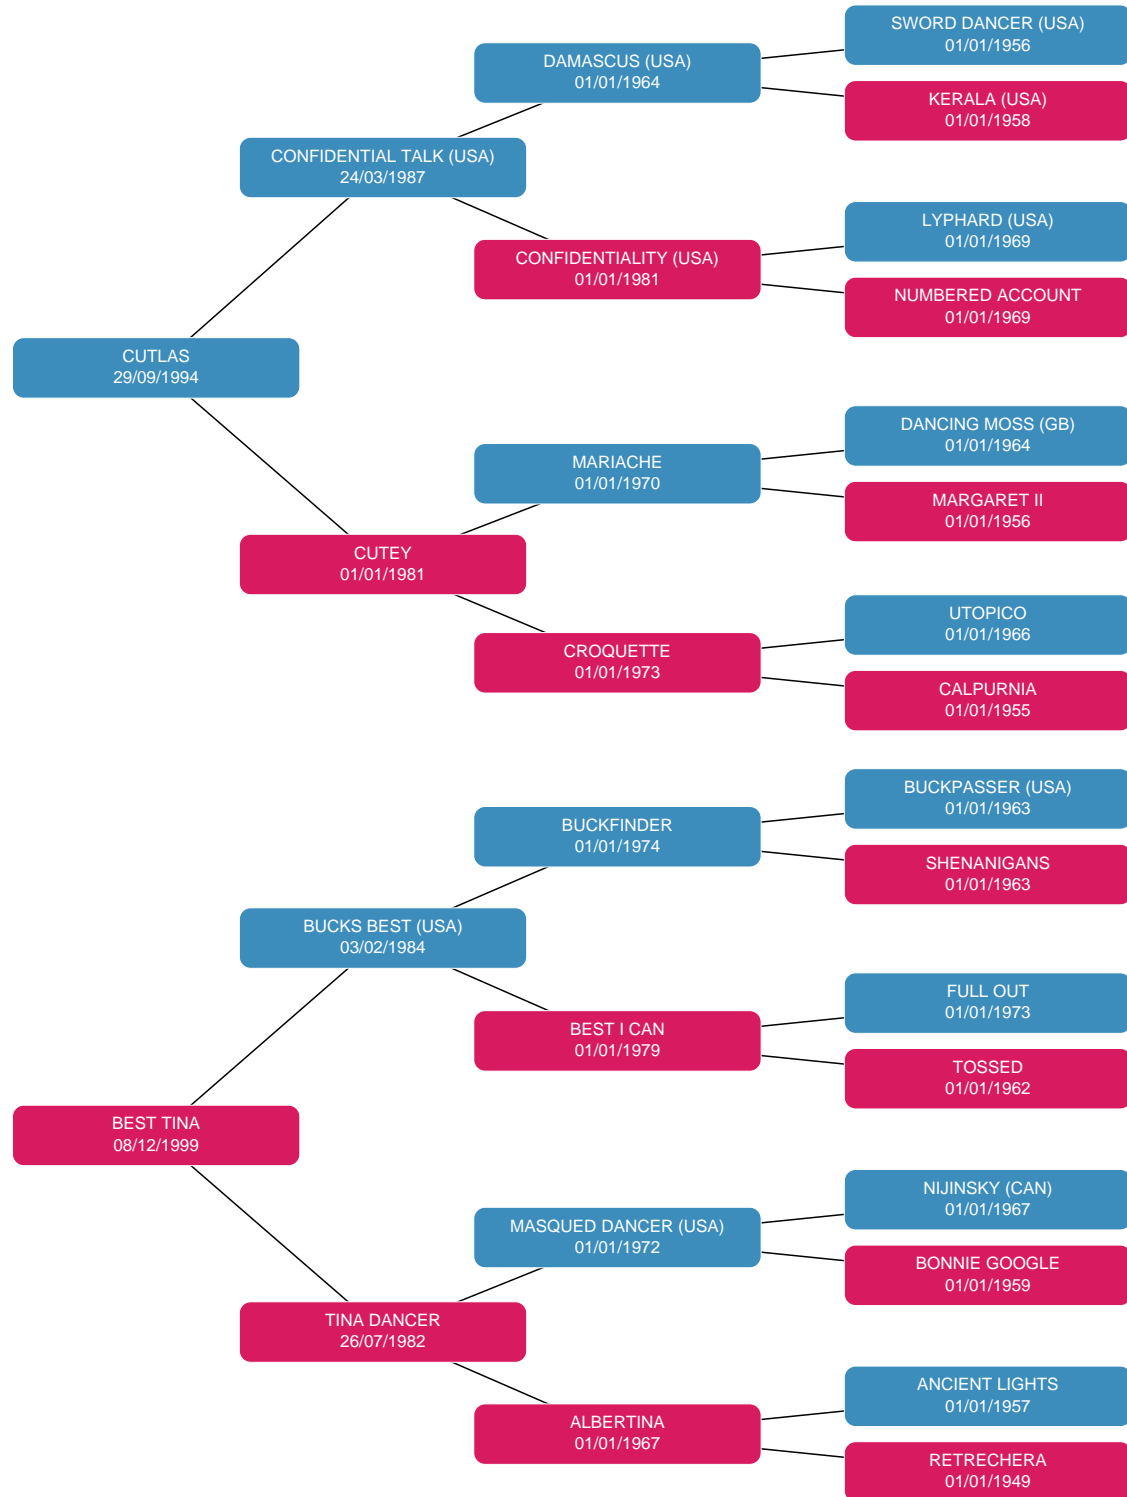 SWORD DANCER (USA)
01/01/1956
DAMASCUS (USA)
01/01/1964
KERALA (USA)
01/01/1958
CONFIDENTIAL TALK (USA)
24/03/1987
LYPHARD (USA)
01/01/1969
CONFIDENTIALITY (USA)
01/01/1981
NUMBERED ACCOUNT
01/01/1969
CUTLAS
29/09/1994
DANCING MOSS (GB)
01/01/1964
MARIACHE
01/01/1970
MARGARET II
01/01/1956
CUTEY
01/01/1981
UTOPICO
01/01/1966
CROQUETTE
01/01/1973
CALPURNIA
01/01/1955
BUCKPASSER (USA)
01/01/1963
BUCKFINDER
01/01/1974
SHENANIGANS
01/01/1963
BUCKS BEST (USA)
03/02/1984
FULL OUT
01/01/1973
BEST I CAN
01/01/1979
TOSSED
01/01/1962
BEST TINA
08/12/1999
NIJINSKY (CAN)
01/01/1967
MASQUED DANCER (USA)
01/01/1972
BONNIE GOOGLE
01/01/1959
TINA DANCER
26/07/1982
ANCIENT LIGHTS
01/01/1957
ALBERTINA
01/01/1967
RETRECHERA
01/01/1949